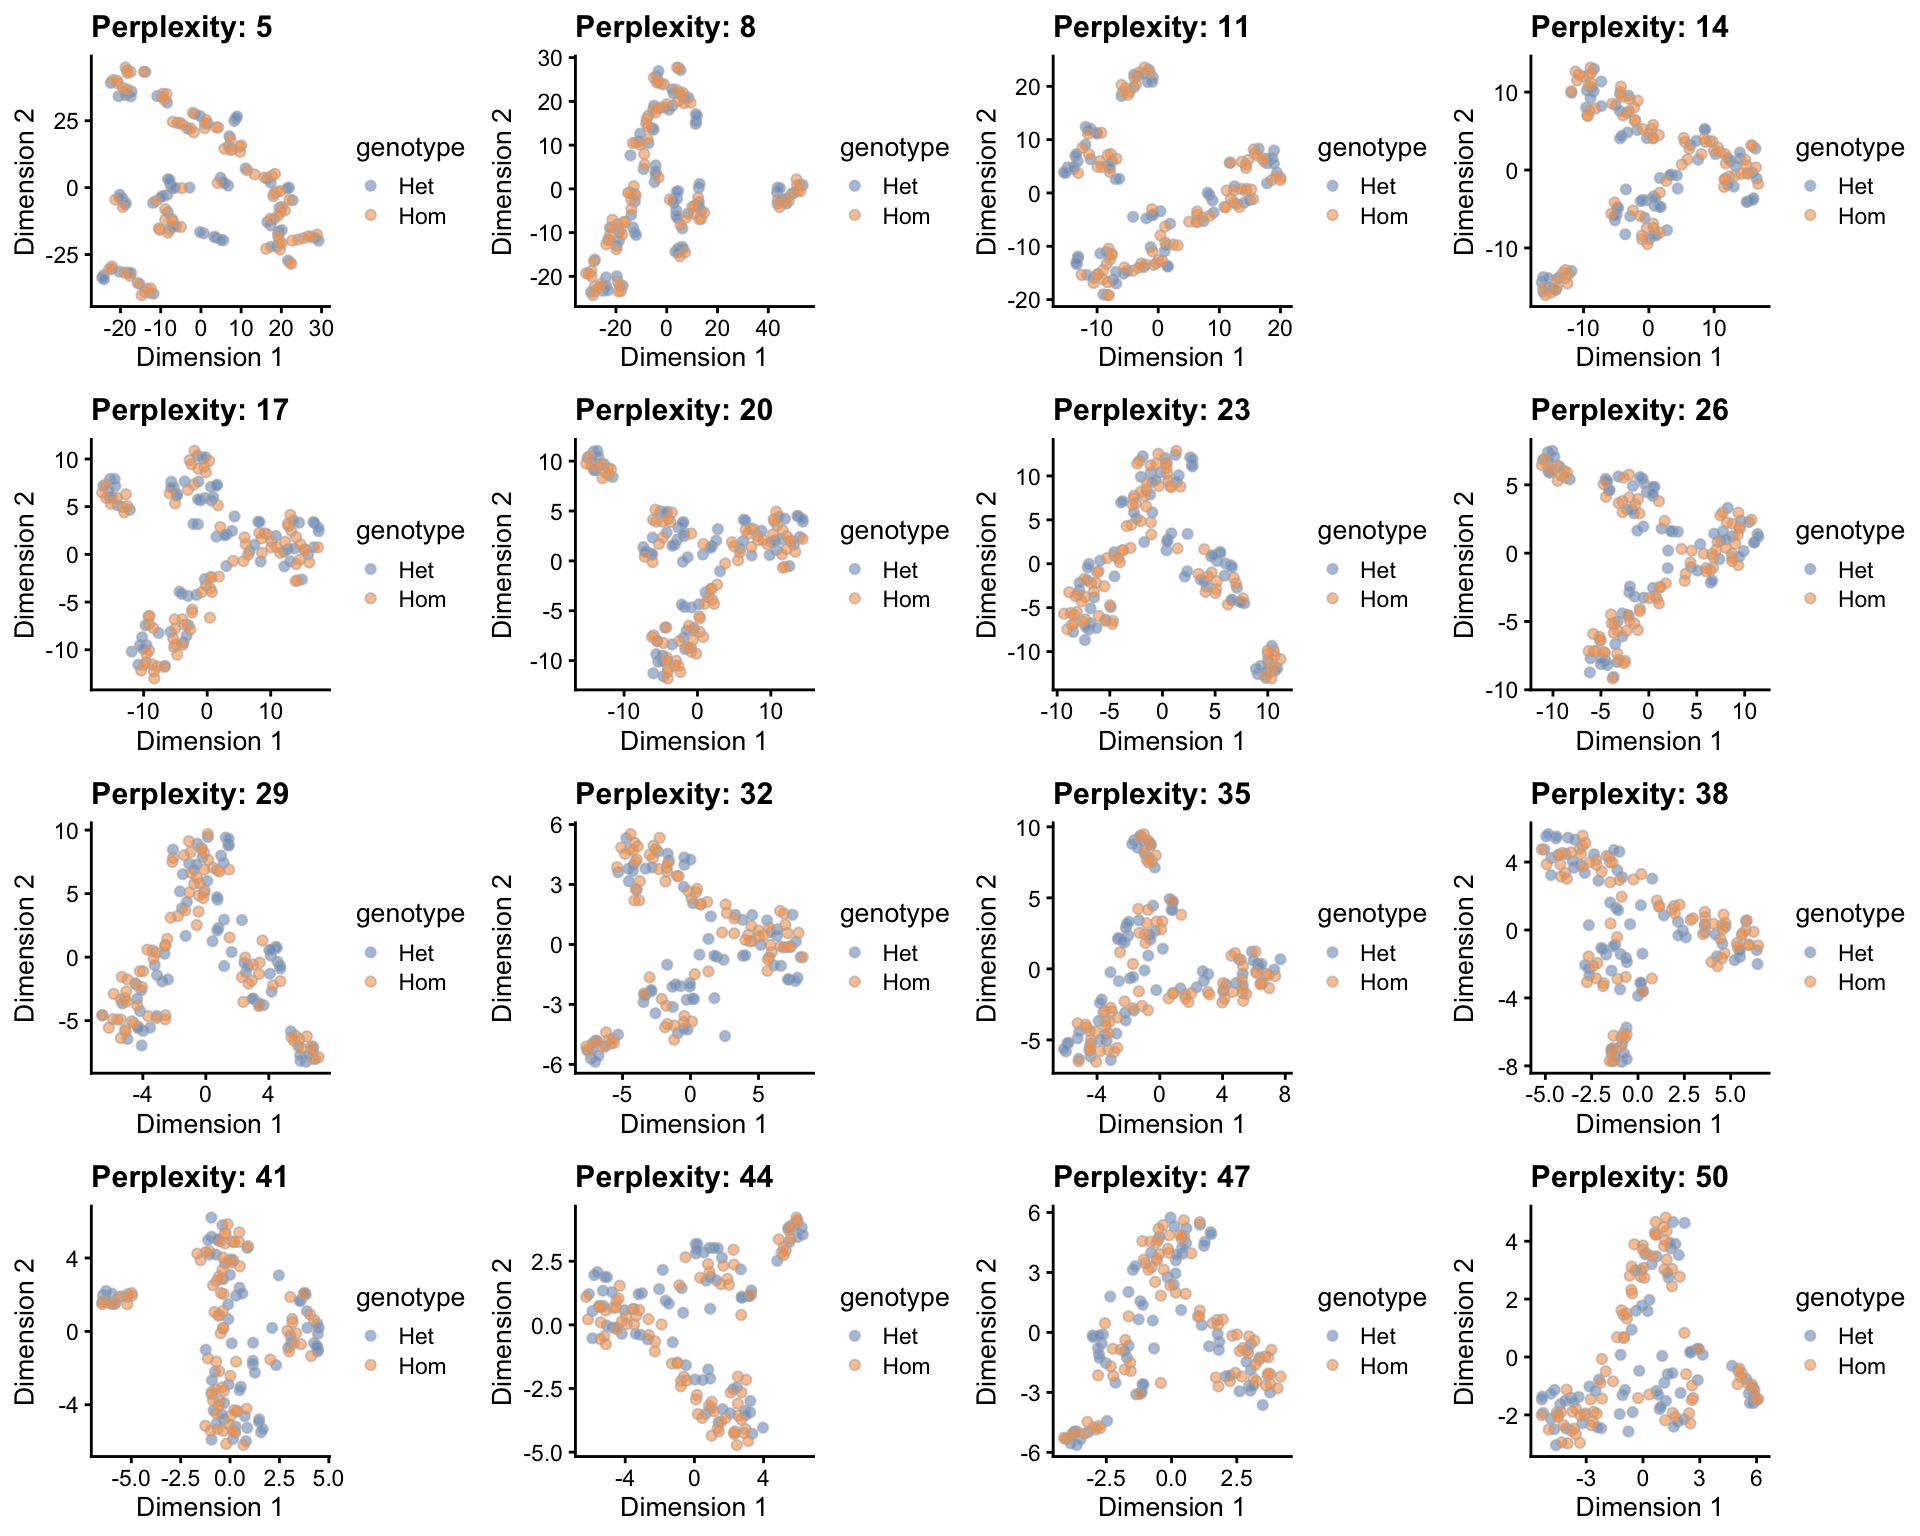 Perplexity: 5
Dimension 2
25
0
-25
-20 -10 0 10 20 30
Dimension 1
genotype
Het
Hom
Perplexity: 8
Dimension 2
30
20
10
0
-10
-20
-20 0 20 40
Dimension 1
genotype
Het
Hom
Perplexity: 11
Dimension 2
20
10
0
-10
-20
-10 0 10 20
Dimension 1
genotype
Het
Hom
Perplexity: 14
Dimension 2
10
0
-10
-10 0 10
Dimension 1
genotype
Het
Hom
Perplexity: 17
Dimension 2
10
5
0
-5
-10
-10 0 10
Dimension 1
genotype
Het
Hom
Perplexity: 20
Dimension 2
10
5
0
-5
-10
-10 0 10
Dimension 1
genotype
Het
Hom
Perplexity: 23
Dimension 2
10
5
0
-5
-10
-10 -5 0 5 10
Dimension 1
genotype
Het
Hom
Perplexity: 26
Dimension 2
5
0
-5
-10
-10 -5 0 5 10
Dimension 1
genotype
Het
Hom
Perplexity: 29
Dimension 2
10
5
0
-5
-4 0 4
Dimension 1
genotype
Het
Hom
Perplexity: 32
Dimension 2
6
3
0
-3
-6
-5 0 5
Dimension 1
genotype
Het
Hom
Perplexity: 35
Dimension 2
10
5
0
-5
-4 0 4 8
Dimension 1
genotype
Het
Hom
Perplexity: 38
Dimension 2
4
0
-4
-8
-5.0 -2.5 0.0 2.5 5.0
Dimension 1
genotype
Het
Hom
Perplexity: 41
Dimension 2
4
0
-4
-5.0 -2.5 0.0 2.5 5.0
Dimension 1
genotype
Het
Hom
Perplexity: 44
Dimension 2
2.5
0.0
-2.5
-5.0
-4 0 4
Dimension 1
genotype
Het
Hom
Perplexity: 47
Dimension 2
6
3
0
-3
-6
-2.5 0.0 2.5
Dimension 1
genotype
Het
Hom
Perplexity: 50
Dimension 2
4
2
0
-2
-3 0 3 6
Dimension 1
genotype
Het
Hom